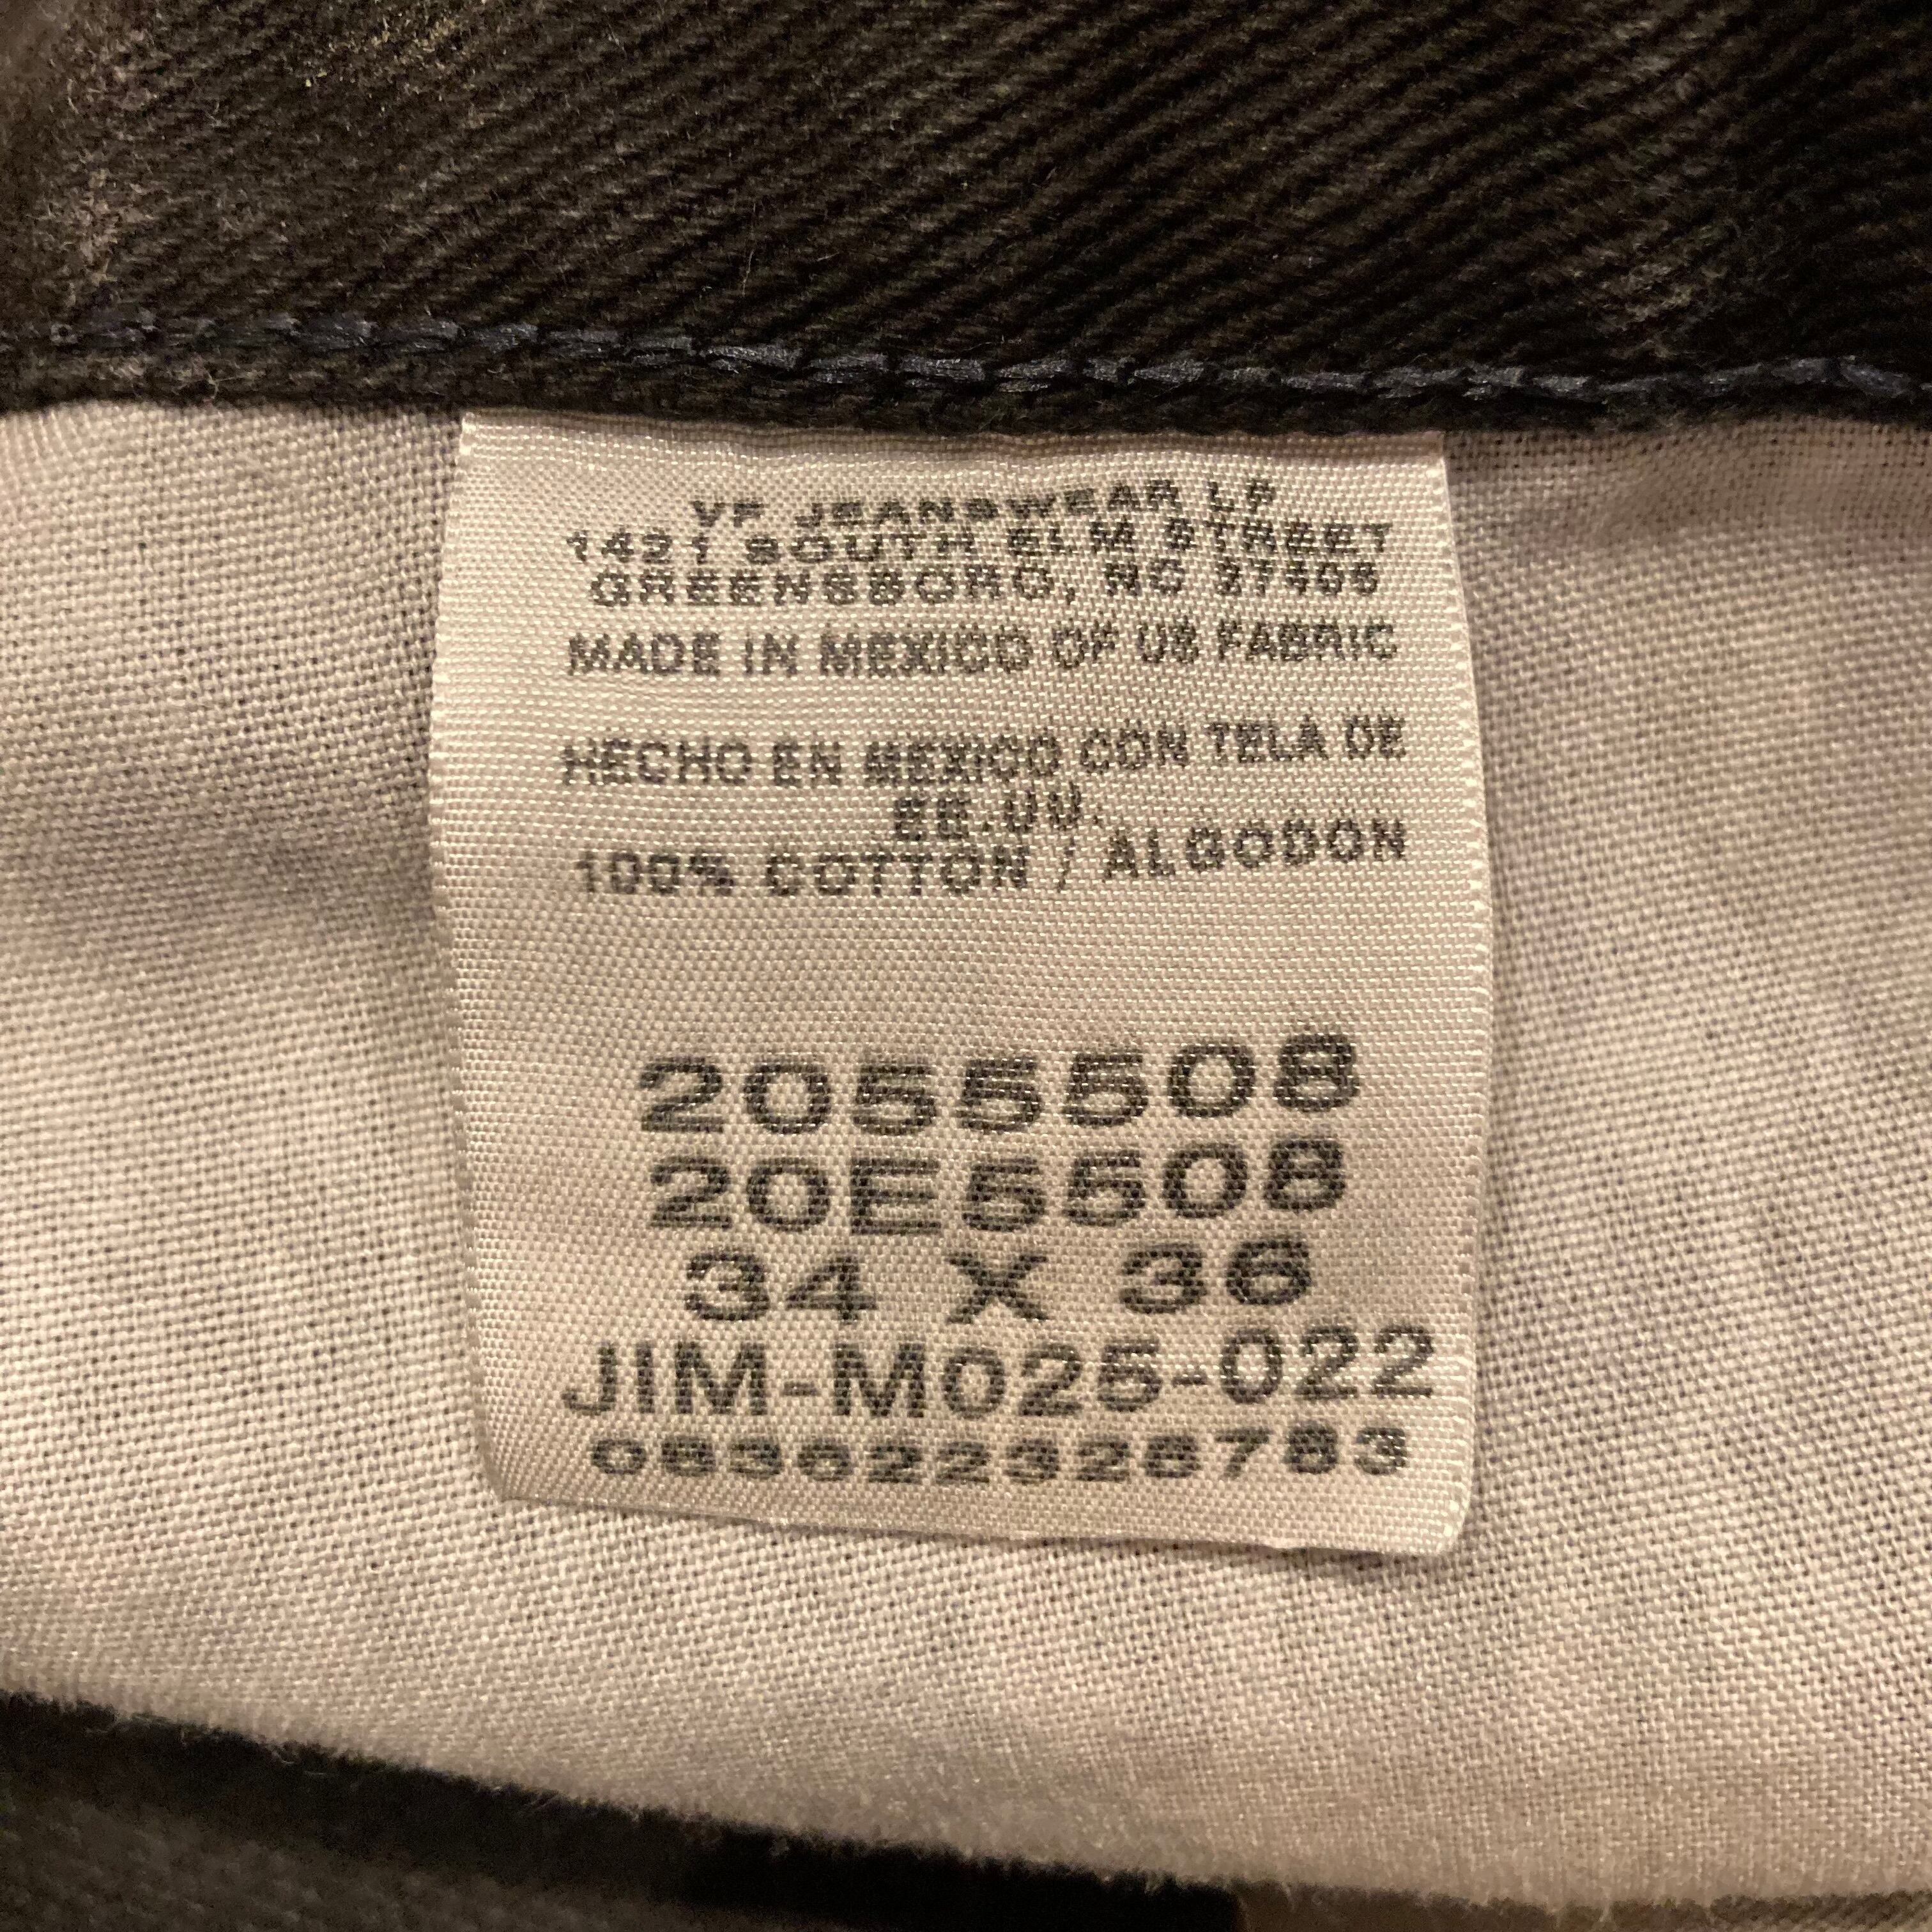 VF JEANSWEAR LP
1421 SOUTH ELM STREET
GREENSBORO, NC 27406
MADE IN MEXICO OF US FABRIC
HECHO EN MEXICO CON TELA DE
EE.UU.
100% COTTON / ALGODON
2055508
20E5508
34 X 36
JIM-M025-022